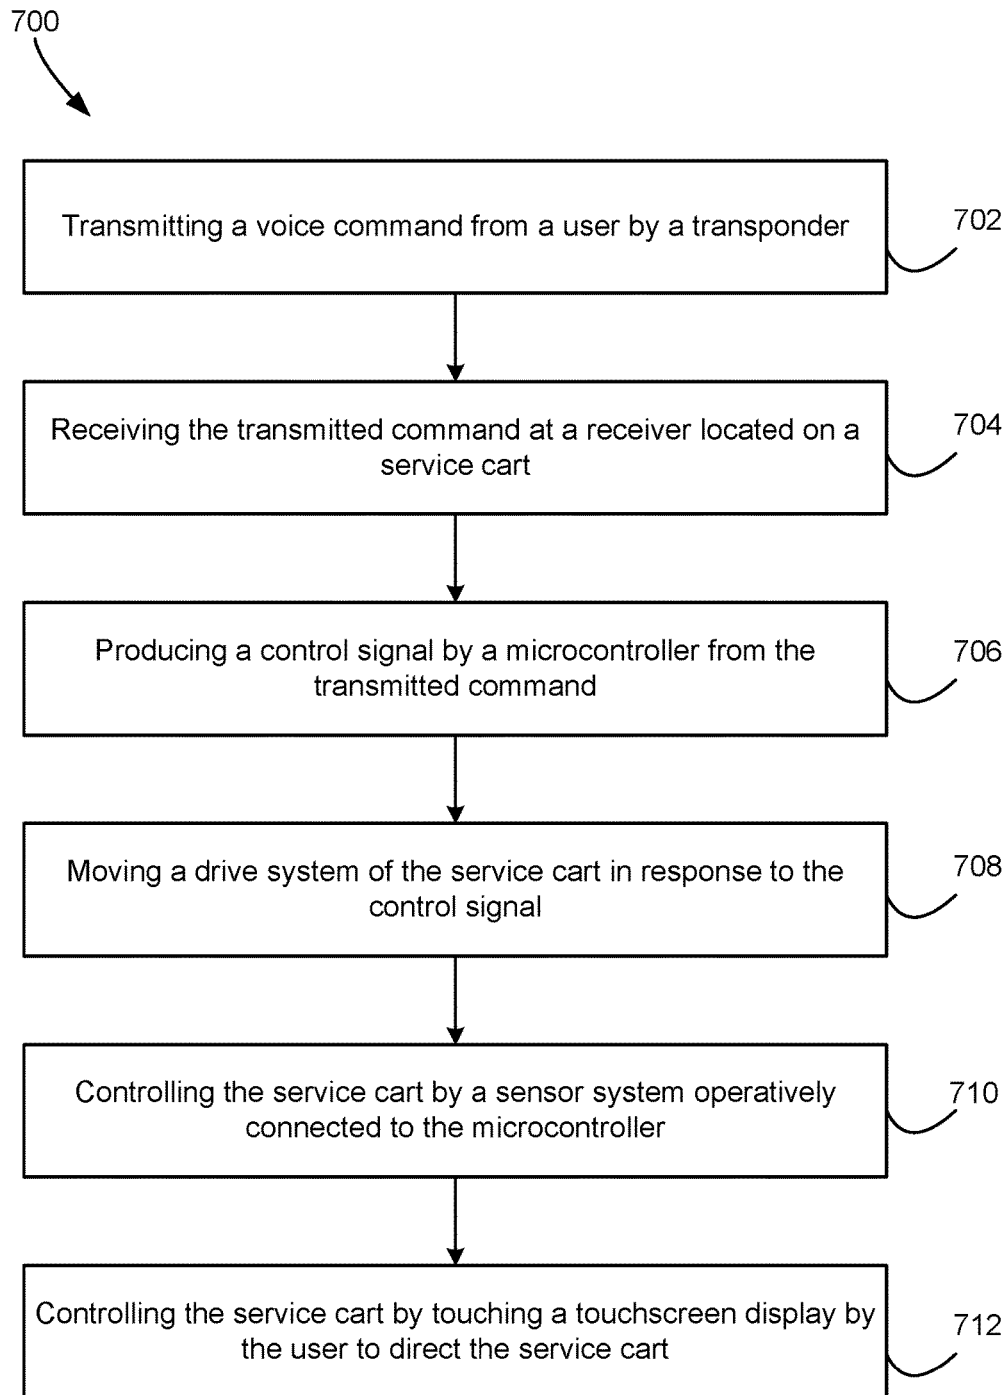 700
Transmitting a voice command from a user by a transponder
702
Receiving the transmitted command at a receiver located on a
service cart
704
Producing a control signal by a microcontroller from the
transmitted command
706
Moving a drive system of the service cart in response to the
control signal
708
Controlling the service cart by a sensor system operatively
connected to the microcontroller
710
Controlling the service cart by touching a touchscreen display by
the user to direct the service cart
712